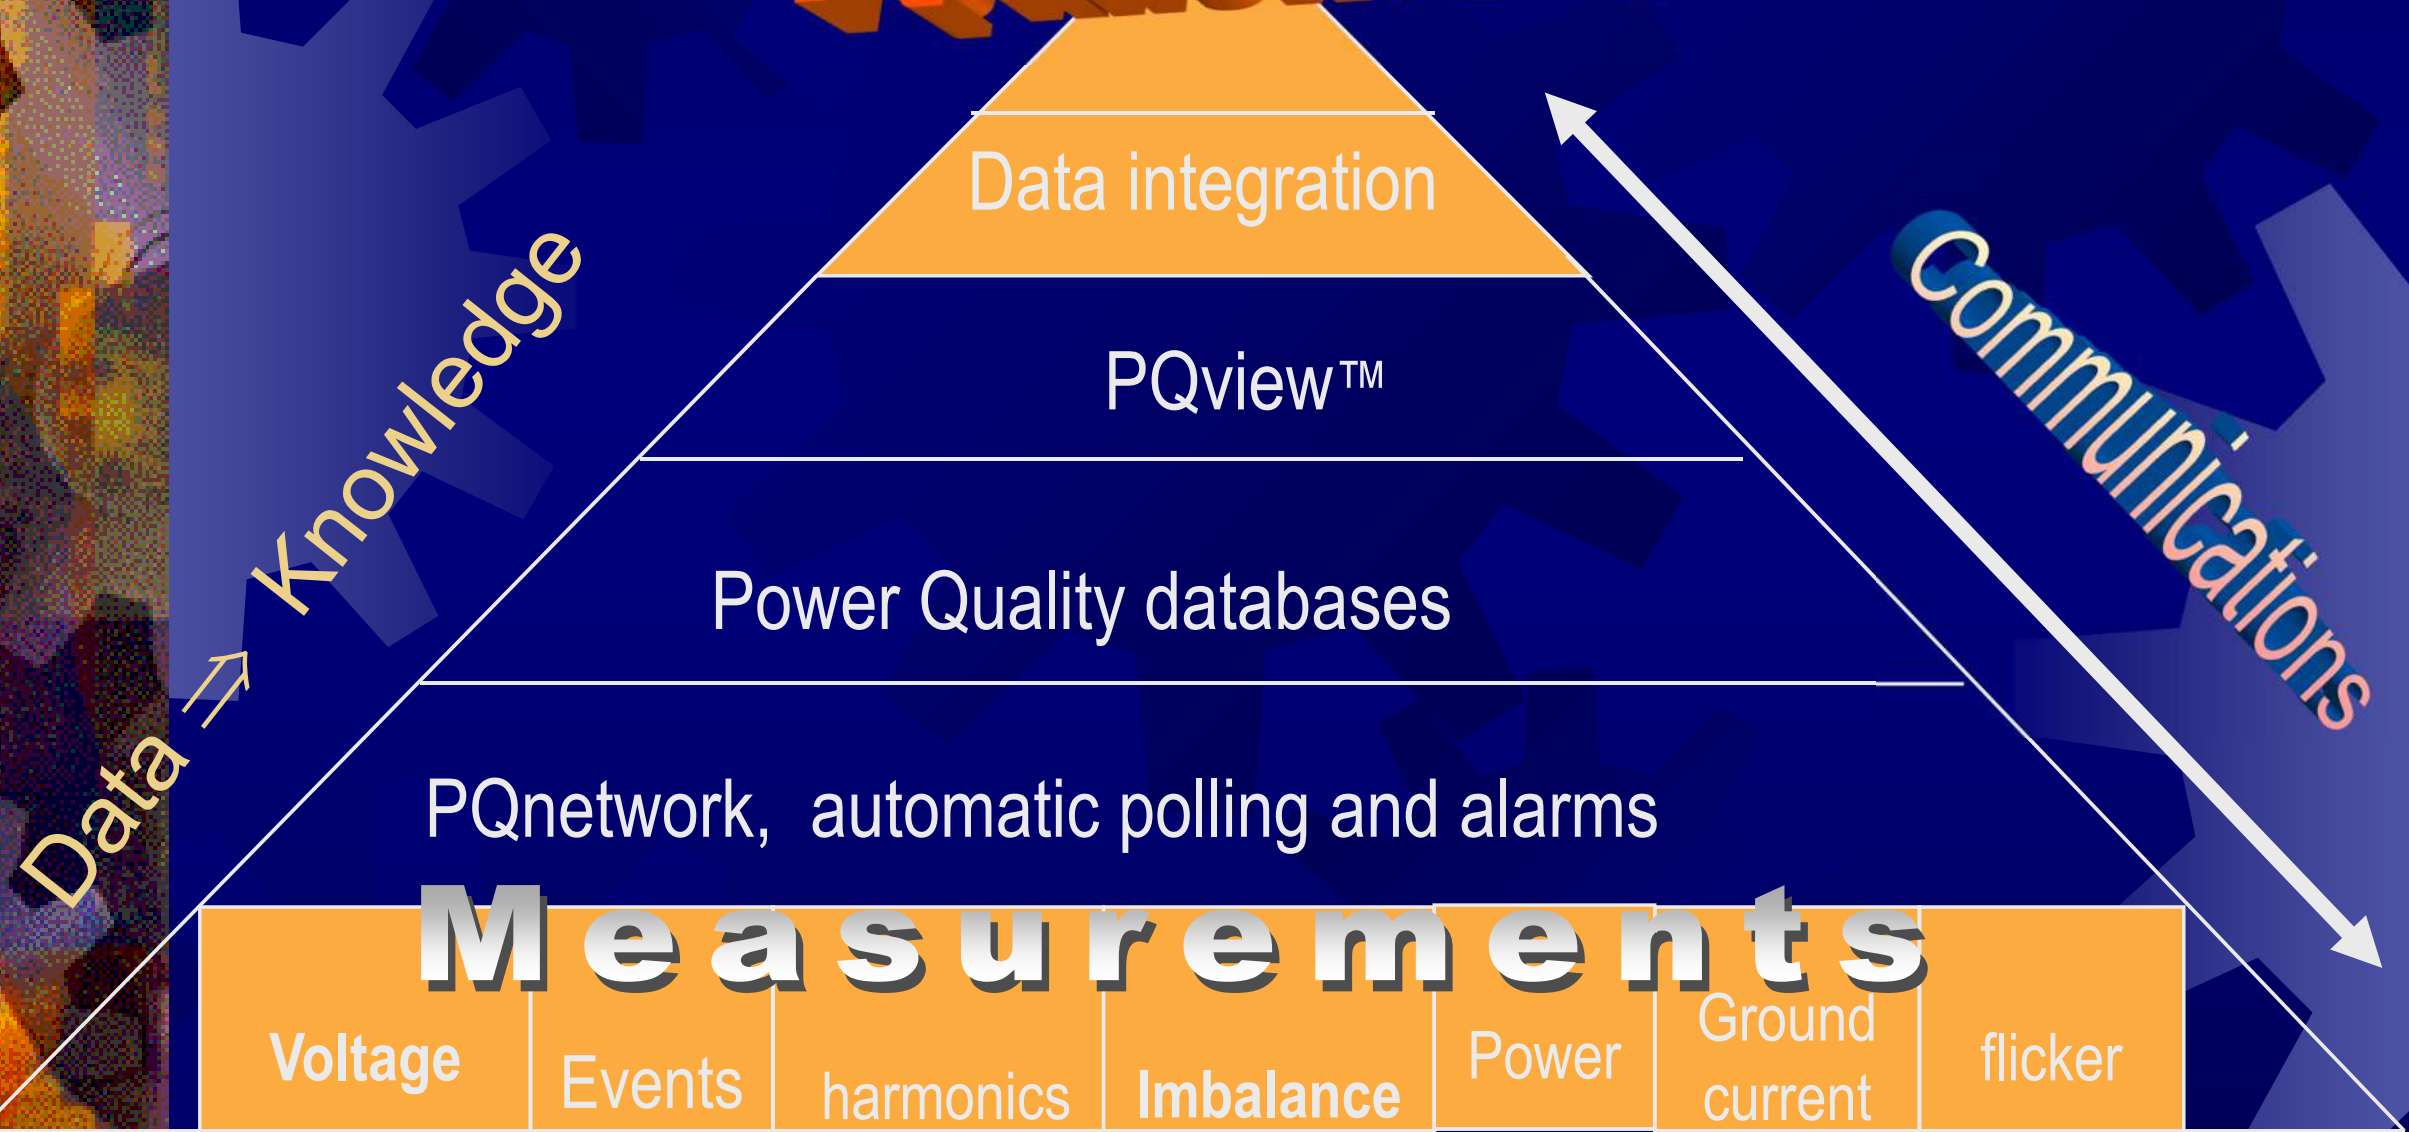 Data integration
PQview™
Power Quality databases
PQnetwork, automatic polling and alarms
Data ⇒ Knowledge
Communications
Measurements
Voltage
Events
harmonics
Imbalance
Power
Ground
current
flicker